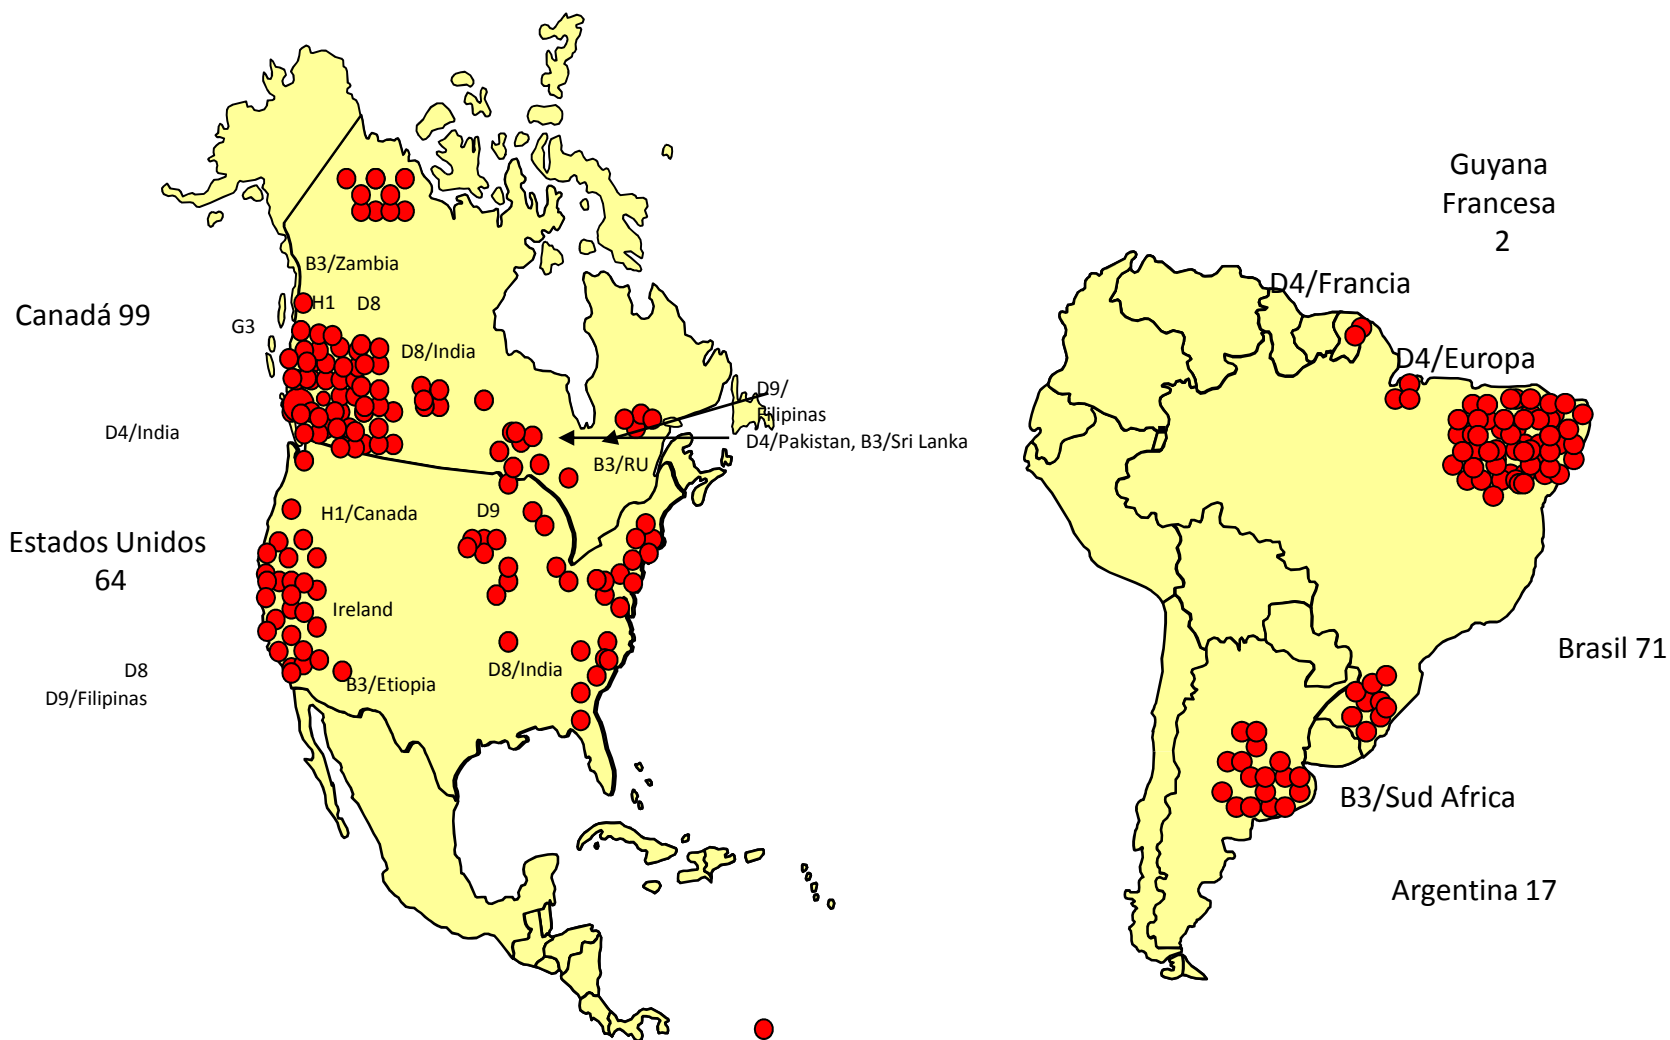 Guyana
Francesa
2
B3/Zambia
D4/Francia
H1
D8
Canadá 99
G3
D8/India
D4/Europa
D9/
Filipinas
D4/India
D4/Pakistan, B3/Sri Lanka
B3/RU
H1/Canada
D9
Estados Unidos
64
Ireland
Brasil 71
D8
D8/India
D9/Filipinas
B3/Etiopia
B3/Sud Africa
Argentina 17